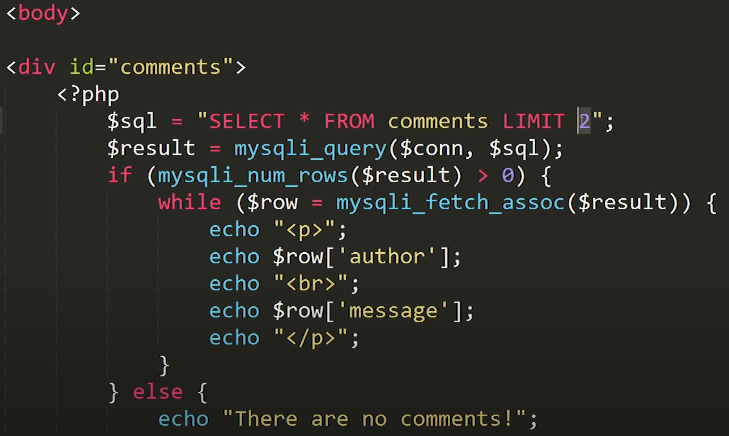 <body>
<div id="comments">
<?php
$sql = "SELECT * FROM comments LIMIT 2";
$result = mysqli_query($conn, $sql);
if (mysqli_num_rows($result) > 0) {
while ($row = mysqli_fetch_assoc($result)) {
echo "<p>";
echo $row['author'];
echo "<br>";
echo $row['message'];
echo "</p>";
}
} else {
echo "There are no comments!";